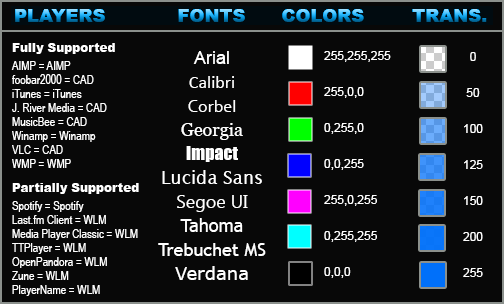 PLAYERS FONTS COLORS TRANS.
Fully Supported
AIMP = AIMP
foobar2000 = CAD
iTunes = iTunes
J. River Media = CAD
MusicBee = CAD
Winamp = Winamp
VLC = CAD
WMP = WMP
Partially Supported
Spotify = Spotify
Last.fm Client = WLM
Media Player Classic = WLM
TTPlayer = WLM
OpenPandora = WLM
Zune = WLM
PlayerName = WLM
Arial
Calibri
Corbel
Georgia
Impact
Lucida Sans
Segoe UI
Tahoma
Trebuchet MS
Verdana
255,255,255
255,0,0
0,255,0
0,0,255
255,0,255
0,255,255
0,0,0
0
50
100
125
150
200
255